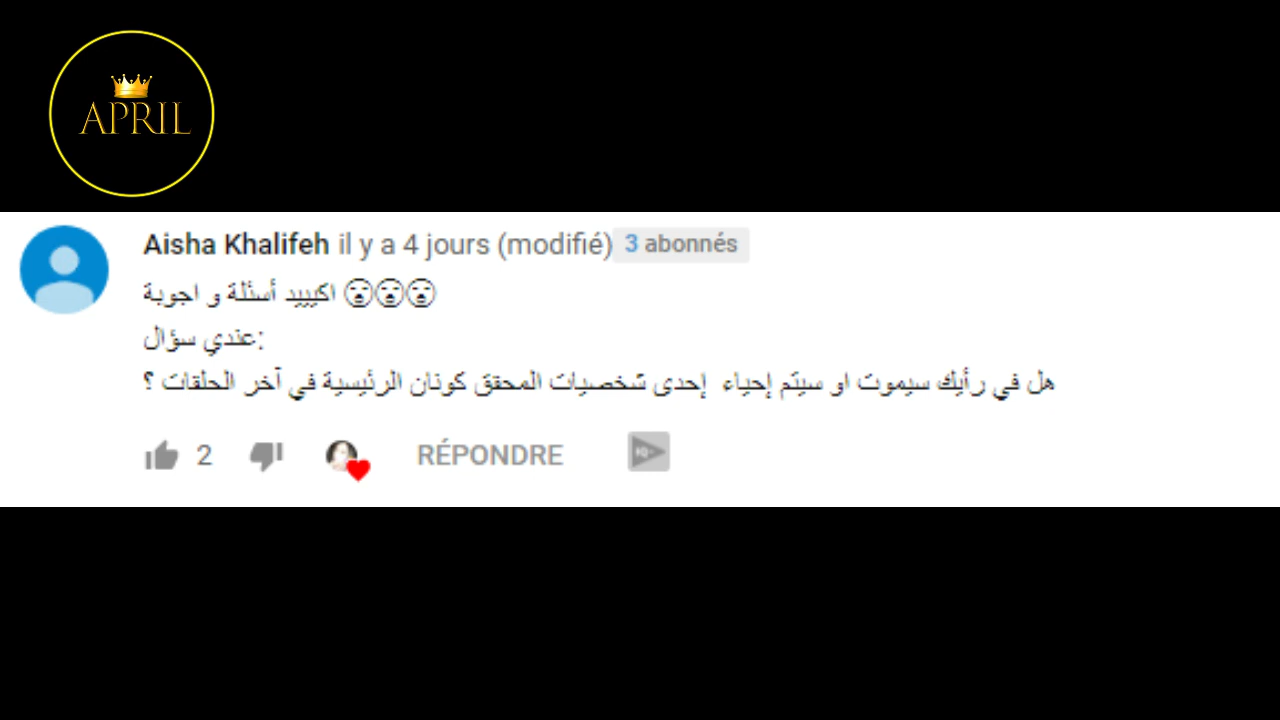 APRIL
Aisha Khalifeh il y a 4 jours (modifié) 3 abonnés
اكيييد أسئلة و اجوبة 😮😮😮
عندي سؤال:
هل في رأيك سيموت او سيتم إحياء إحدى شخصيات المحقق كونان الرئيسية في آخر الحلقات ؟
2 RÉPONDRE